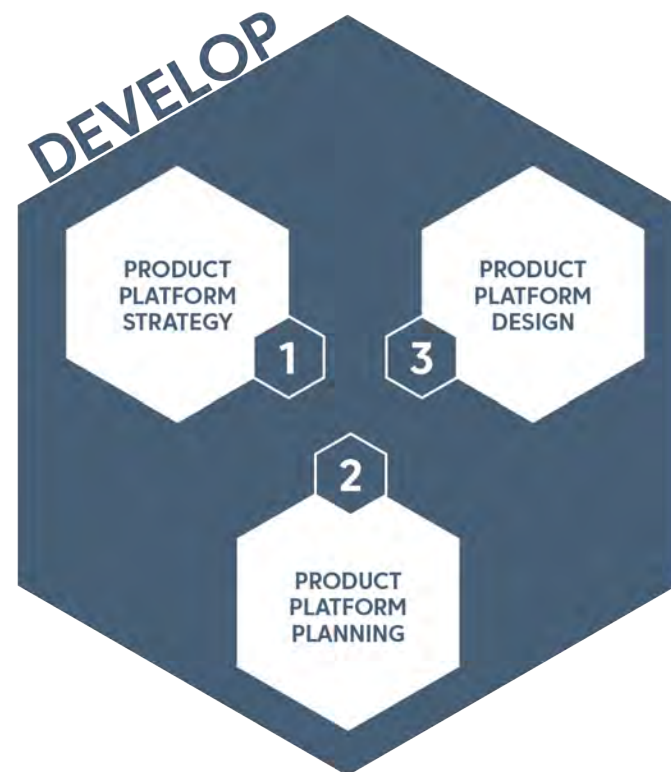 DEVELOP
PRODUCT
PLATFORM
STRATEGY
1
PRODUCT
PLATFORM
DESIGN
3
2
PRODUCT
PLATFORM
PLANNING